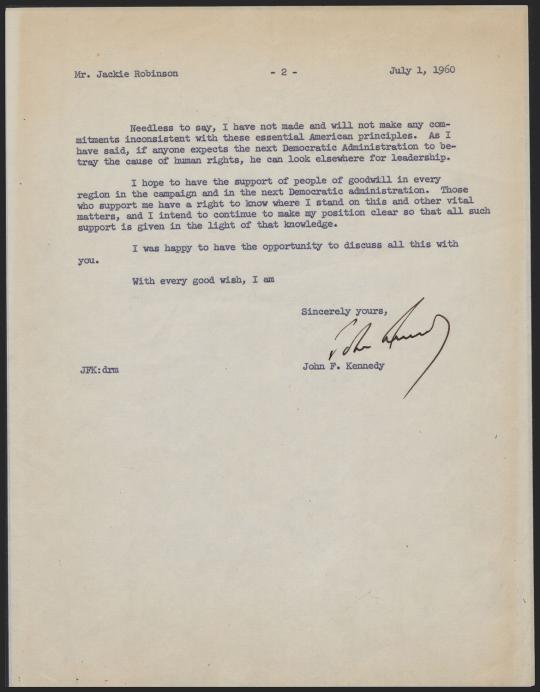 Mr. Jackie Robinson - 2 - July 1, 1960
Needless to say, I have not made and will not make any com-
mitments inconsistent with these essential American principles. As I
have said, if anyone expects the next Democratic Administration to be-
tray the cause of human rights, he can look elsewhere for leadership.
I hope to have the support of people of goodwill in every
region in the campaign and in the next Democratic administration. Those
who support me have a right to know where I stand on this and other vital
matters, and I intend to continue to make my position clear so that all such
support is given in the light of that knowledge.
I was happy to have the opportunity to discuss all this with
you.
With every good wish, I am
Sincerely yours,
John Kennedy
JFK:drm John F. Kennedy